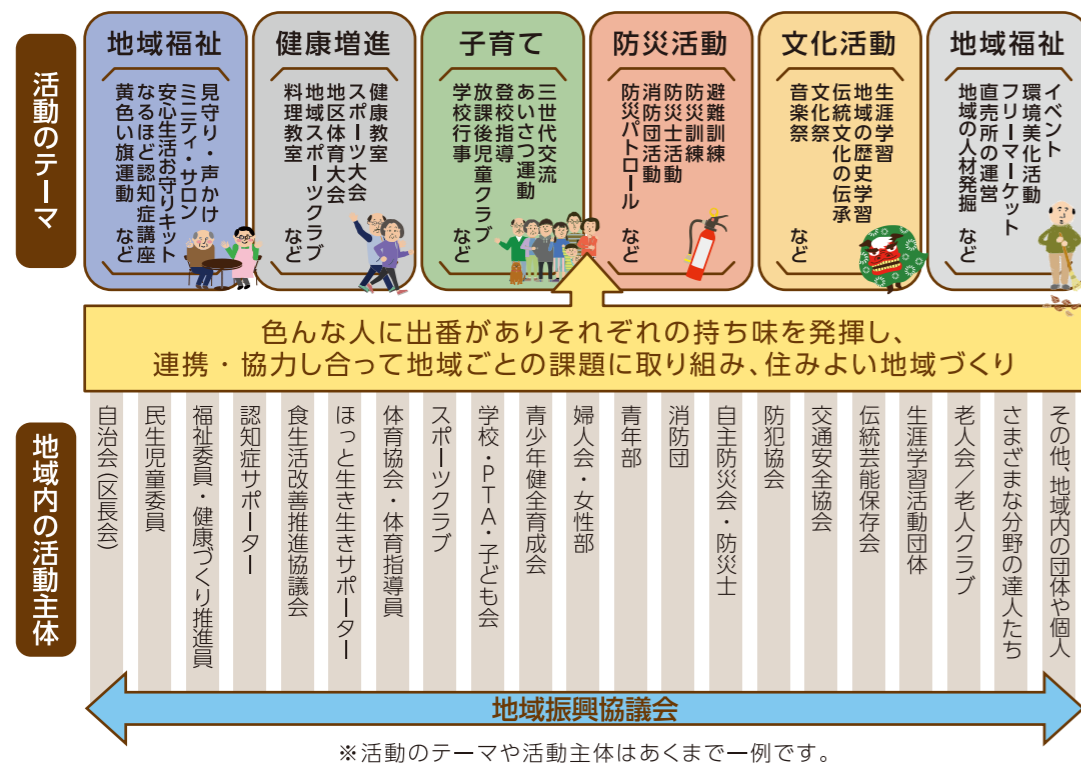 活動のテーマ
地域福祉
見守り・声かけ
ミニティ・サロン
安心生活お守りキット
なるほど認知症講座
黄色い旗運動 など
健康増進
健康教室
スポーツ大会
地区体育大会
地域スポーツクラブ
料理教室 など
子育て
三世代交流
あいさつ運動
登校指導
放課後児童クラブ
学校行事 など
防災活動
避難訓練
防災訓練
防災士活動
消防団活動
防災パトロール など
文化活動
生涯学習
地域の歴史学習
伝統文化の伝承
文化祭
音楽祭 など
地域福祉
イベント
環境美化活動
フリーマーケット
直売所の運営
地域の人材発掘 など
色んな人に出番がありそれぞれの持ち味を発揮し、
連携・協力し合って地域ごとの課題に取り組み、住みよい地域づくり
地域内の活動主体
自治会(区長会)
民生児童委員
福祉委員・健康づくり推進員
認知症サポーター
食生活改善推進協議会
ほっと生き生きサポーター
体育協会・体育指導員
スポーツクラブ
学校・PTA・子ども会
青少年健全育成会
婦人会・女性部
青年部
消防団
自主防災会・防災士
防犯協会
交通安全協会
伝統芸能保存会
生涯学習活動団体
老人会/老人クラブ
さまざまな分野の達人たち
その他、地域内の団体や個人
地域振興協議会
※活動のテーマや活動主体はあくまで一例です。